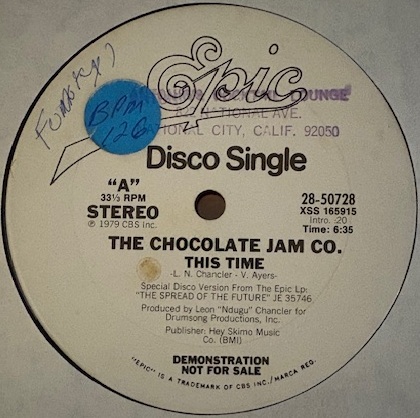 Funky!
BPM
126
Epic
LOUNGE
NATIONAL AVE.
NATIONAL CITY, CALIF. 92050
Disco Single
"A"
33⅓ RPM
STEREO
℗ 1979 CBS Inc.
28-50728
XSS 165915
Intro. :20
Time: 6:35
THE CHOCOLATE JAM CO.
THIS TIME
-L. N. Chancler - V. Ayers-
Special Disco Version From The Epic Lp:
"THE SPREAD OF THE FUTURE" JE 35746
Produced by Leon "Ndugu" Chancler for
Drumsong Productions, Inc.
Publisher: Hey Skimo Music
Co. (BMI)
DEMONSTRATION
NOT FOR SALE
"EPIC" IS A TRADEMARK OF CBS INC./MARCA REG.